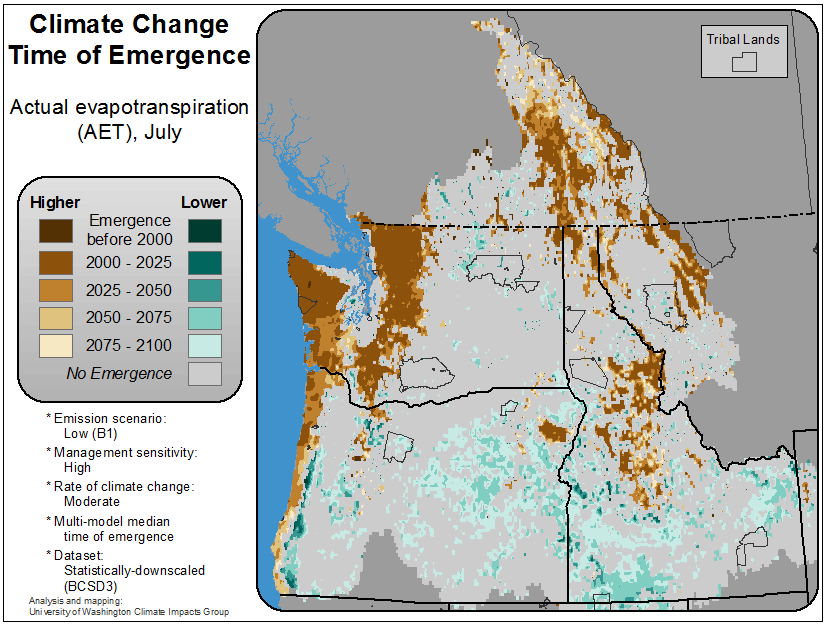 Climate Change
Time of Emergence
Actual evapotranspiration
(AET), July
Higher
Lower
Emergence
before 2000
2000 - 2025
2025 - 2050
2050 - 2075
2075 - 2100
No Emergence
* Emission scenario:
Low (B1)
* Management sensitivity:
High
* Rate of climate change:
Moderate
* Multi-model median
time of emergence
* Dataset:
Statistically-downscaled
(BCSD3)
Analysis and mapping:
University of Washington Climate Impacts Group
Tribal Lands